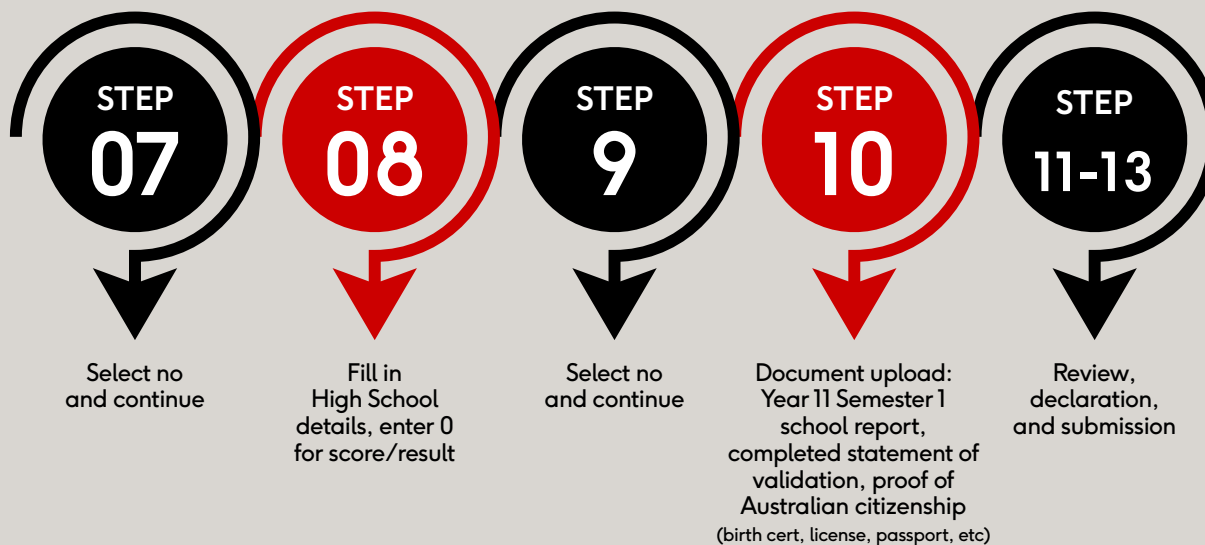 STEP
07
Select no
and continue
STEP
08
Fill in
High School
details, enter 0
for score/result
STEP
9
Select no
and continue
STEP
10
Document upload:
Year 11 Semester 1
school report,
completed statement of
validation, proof of
Australian citizenship
(birth cert, license, passport, etc)
STEP
11-13
Review,
declaration,
and submission